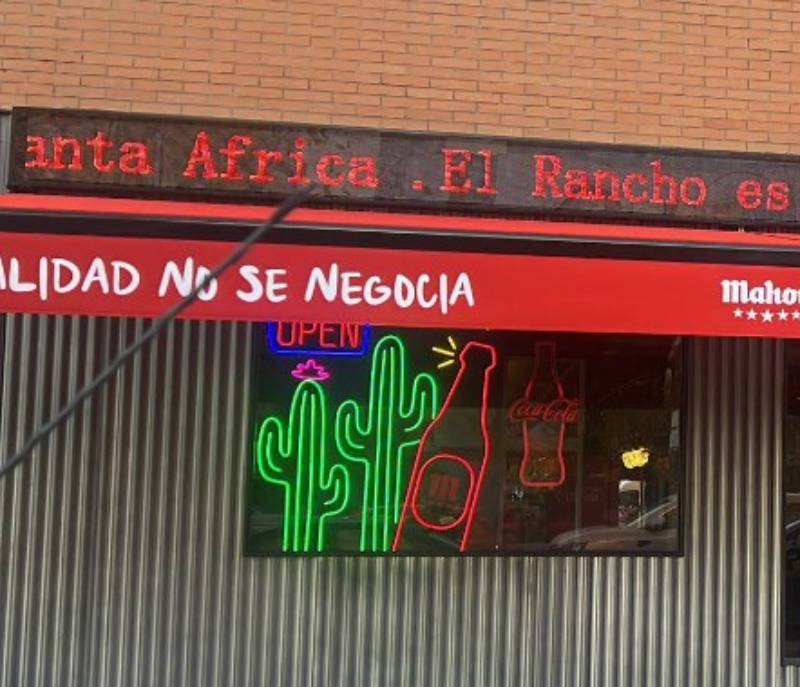 anta Africa .El Rancho es
ALIDAD NO SE NEGOCIA
Mahou
OPEN
Coca-Cola
m